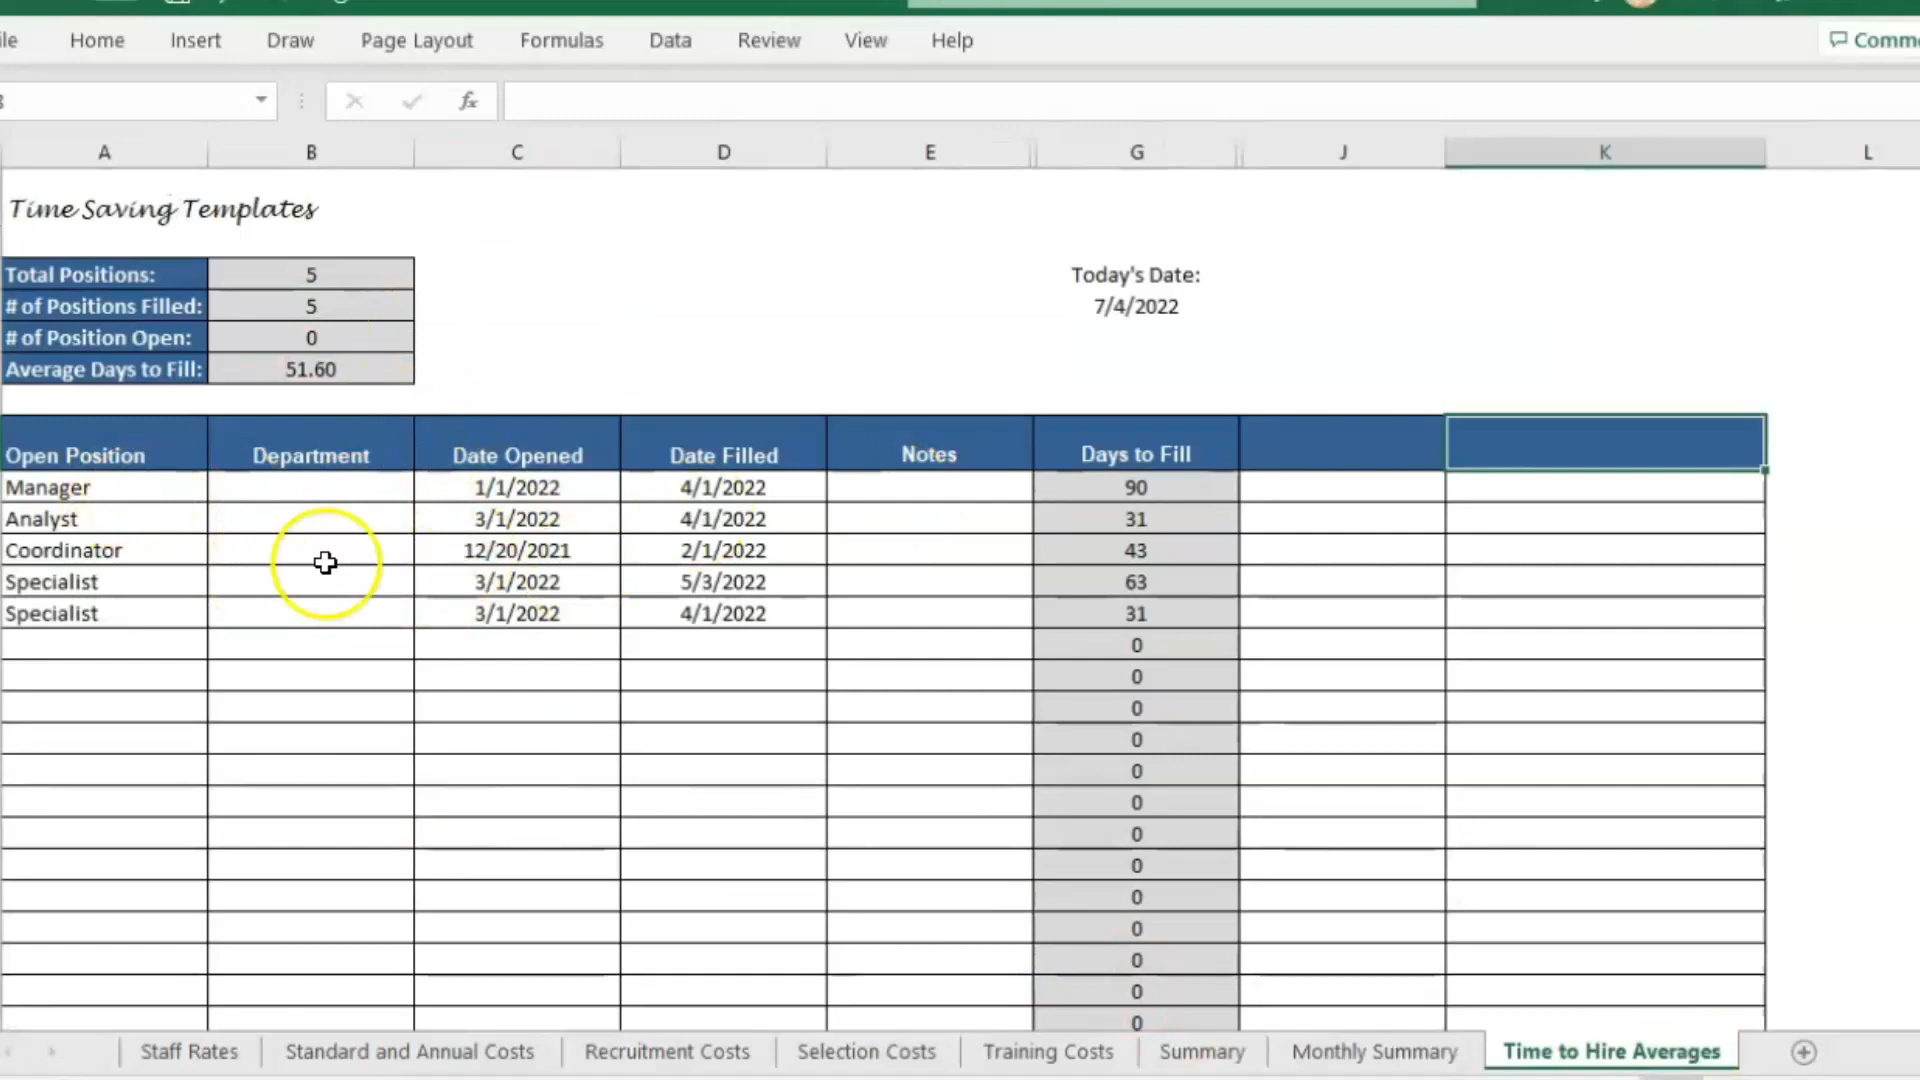 Home Insert Draw Page Layout Formulas Data Review View Help
fx
A B C D E G J K L
Time Saving Templates
Total Positions: 5 Today's Date:
# of Positions Filled: 5 7/4/2022
# of Position Open: 0
Average Days to Fill: 51.60
Open Position Department Date Opened Date Filled Notes Days to Fill
Manager 1/1/2022 4/1/2022 90
Analyst 3/1/2022 4/1/2022 31
Coordinator 12/20/2021 2/1/2022 43
Specialist 3/1/2022 5/3/2022 63
Specialist 3/1/2022 4/1/2022 31
0
0
0
0
0
0
0
0
0
0
0
0
0
Staff Rates Standard and Annual Costs Recruitment Costs Selection Costs Training Costs Summary Monthly Summary Time to Hire Averages